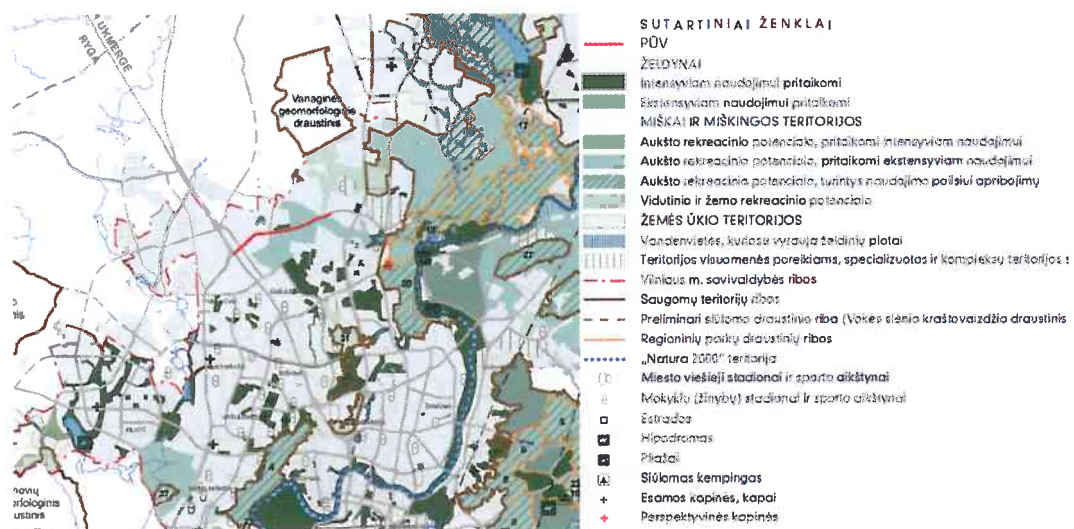 UKMERGĖ
RYGA
Vanaginės
geomorfologinis
draustinis
SUTARTINIAI ŽENKLAI
PŪV
ŽELDYNAI
Intensyviam naudojimui pritaikomi
Ekstensyviam naudojimui pritaikomi
MIŠKAI IR MIŠKINGOS TERITORIJOS
Aukšto rekreacinio potencialo, pritaikomi intensyviam naudojimui
Aukšto rekreacinio potencialo, pritaikomi ekstensyviam naudojimui
Aukšto rekreacinio potencialo, turintys naudojimo poilsiui apribojimų
Vidutinio ir žemo rekreacinio potencialo
ŽEMĖS ŪKIO TERITORIJOS
Vandenvietės, kuriose vyrauja želdinių plotai
Teritorijos visuomenės poreikiams, specializuotos ir kompleksų teritorijos s
Vilniaus m. savivaldybės ribos
Saugomų teritorijų ribos
Preliminari siūlomo draustinio riba (Vokės slėnio kraštovaizdžio draustinis
Regioninių parkų draustinių ribos
„Natura 2000" teritorija
Miesto viešieji stadionai ir sporto aikštynai
Mokyklų (žinybų) stadionai ir sporto aikštynai
Estrados
Hipodromas
Pliažai
Siūlomas kempingas
Esamos kapinės, kapai
Perspektyvinės kapinės